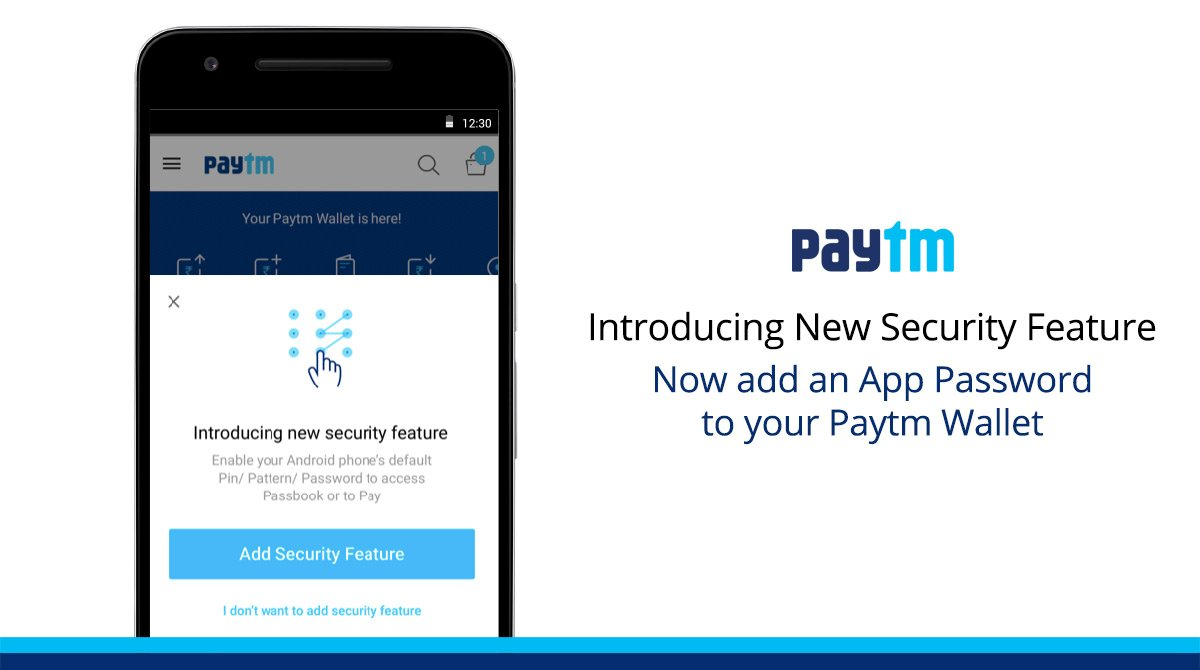 12:30
paytm
1
Your Paytm Wallet is here!
Introducing new security feature
Enable your Android phone's default
Pin/ Pattern/ Password to access
Passbook or to Pay
Add Security Feature
I don't want to add security feature
paytm
Introducing New Security Feature
Now add an App Password
to your Paytm Wallet